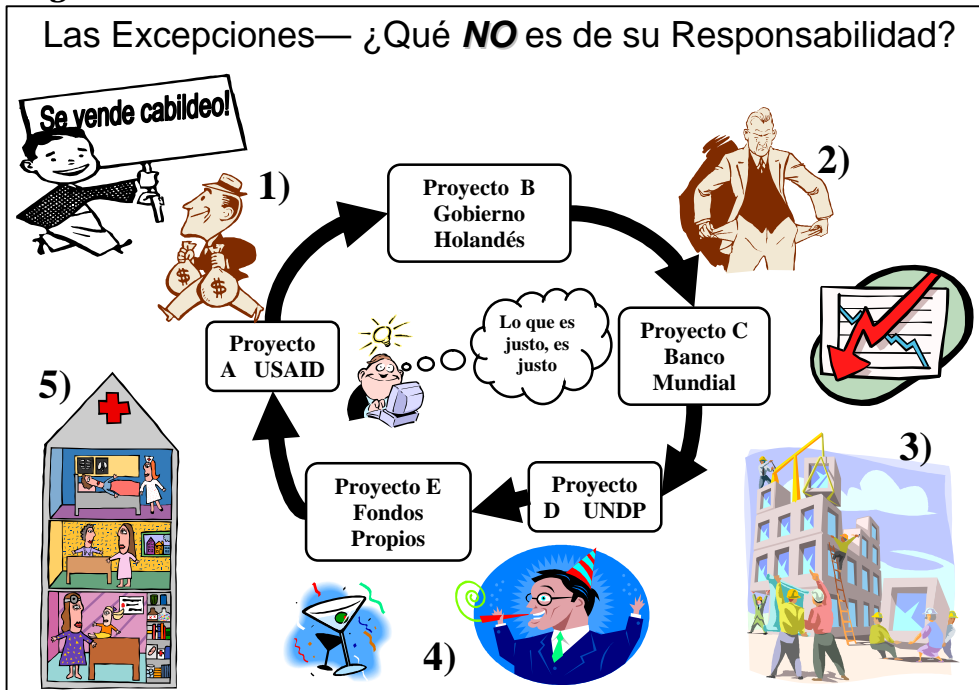 Las Excepciones— ¿Qué NO es de su Responsabilidad?
Se vende cabildeo!
1)
Proyecto B
Gobierno
Holandés
2)
Lo que es
justo, es
justo
Proyecto
A USAID
Proyecto C
Banco
Mundial
5)
3)
Proyecto E
Fondos
Propios
Proyecto
D UNDP
4)
$
$